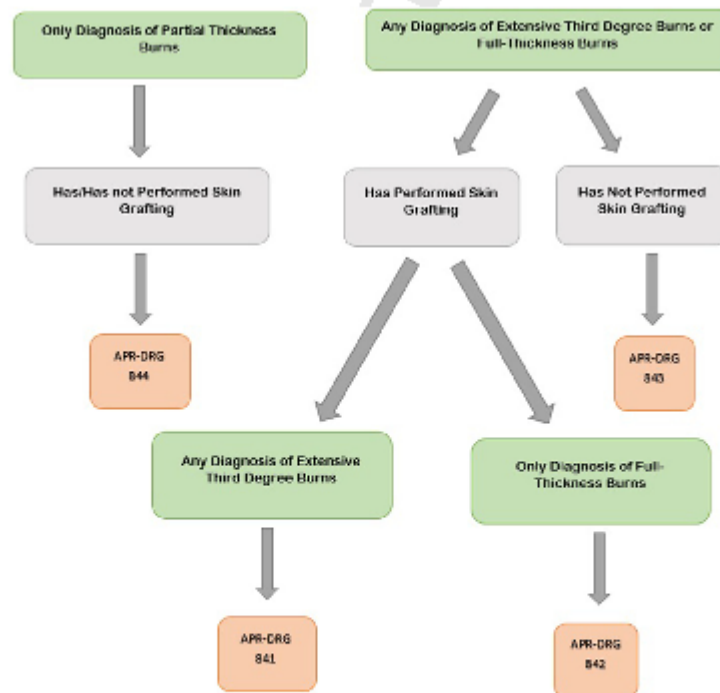 Only Diagnosis of Partial Thickness
Burns
Any Diagnosis of Extensive Third Degree Burns or
Full-Thickness Burns
Has/Has not Performed Skin
Grafting
Has Performed Skin
Grafting
Has Not Performed
Skin Grafting
APR-DRG
844
APR-DRG
843
Any Diagnosis of Extensive
Third Degree Burns
Only Diagnosis of Full-
Thickness Burns
APR-DRG
841
APR-DRG
842